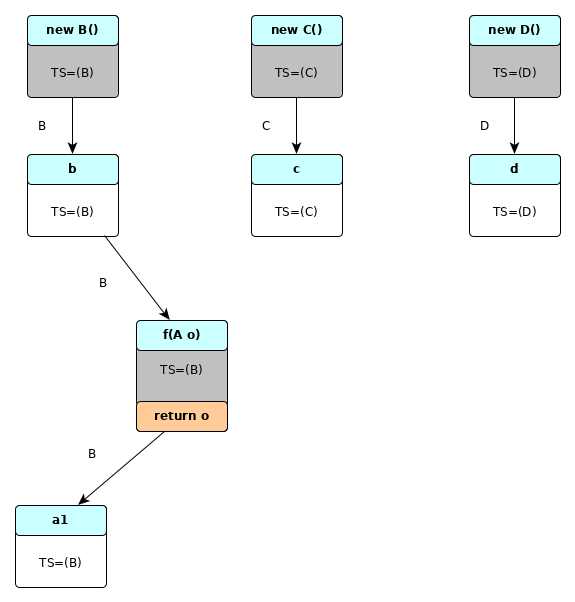 new B()
new C()
new D()
TS=(B)
TS=(C)
TS=(D)
B
C
D
b
c
d
TS=(B)
TS=(C)
TS=(D)
B
f(A o)
TS=(B)
return o
B
a1
TS=(B)